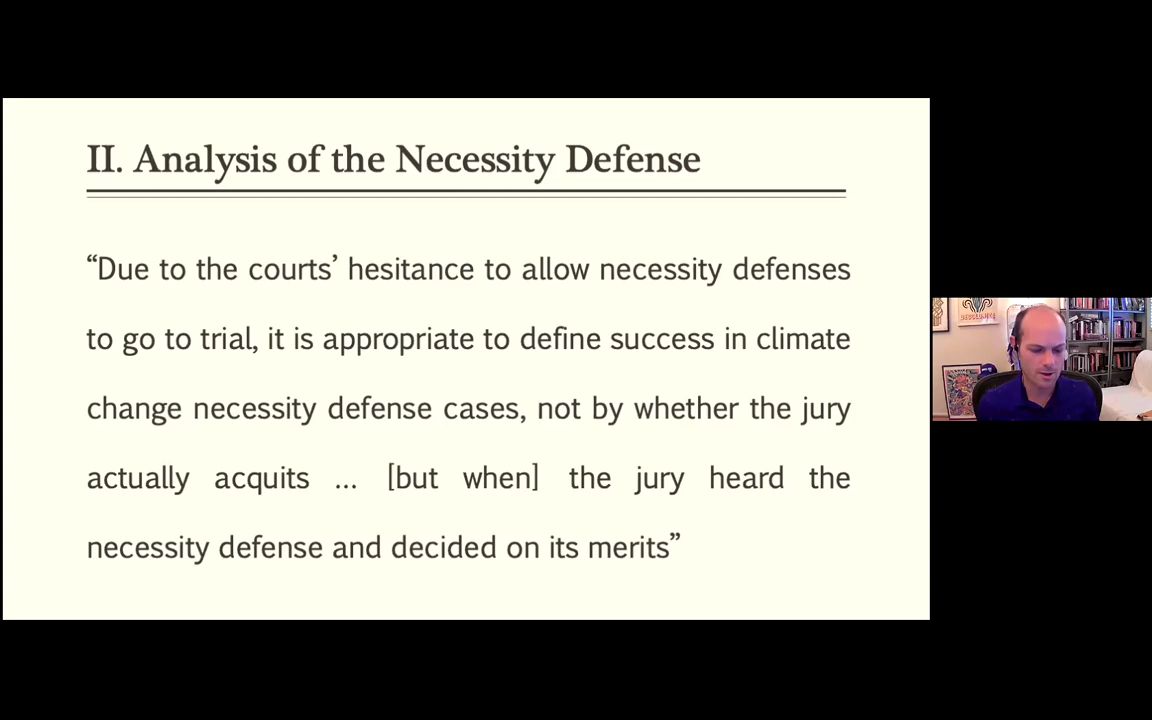 II. Analysis of the Necessity Defense
“Due to the courts’ hesitance to allow necessity defenses
to go to trial, it is appropriate to define success in climate
change necessity defense cases, not by whether the jury
actually acquits ... [but when] the jury heard the
necessity defense and decided on its merits”